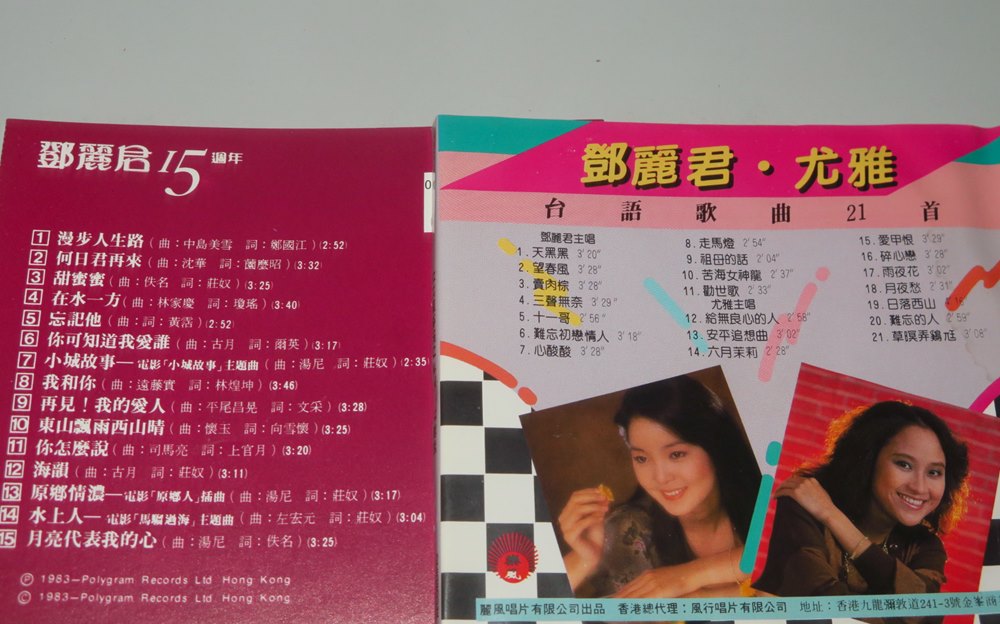 鄧麗君15週年
1 漫步人生路(曲：中島美雪 詞：鄭國江)(2:52)
2 何日君再來(曲：沈華 詞：蘭麼昭)(3:32)
3 甜蜜蜜(曲：佚名 詞：莊奴)(3:25)
4 在水一方(曲：林家慶 詞：瓊瑤)(3:40)
5 忘記他(曲：詞：黃霑)(2:52)
6 你可知道我愛誰(曲：古月 詞：爾英)(3:17)
7 小城故事—電影「小城故事」主題曲(曲：湯尼 詞：莊奴)(2:35)
8 我和你(曲：遠藤實 詞：林煌坤)(3:46)
9 再見！我的愛人(曲：平尾昌晃 詞：文采)(3:28)
10 東山飄雨西山晴(曲：懷玉 詞：向雪懷)(3:25)
11 你怎麼說(曲：司馬亮 詞：上官月)(3:20)
12 海韻(曲：古月 詞：莊奴)(3:11)
13 原鄉情濃—電影「原鄉人」插曲(曲：湯尼 詞：莊奴)(3:17)
14 水上人—電影「馬騮過海」主題曲(曲：左宏元 詞：莊奴)(3:04)
15 月亮代表我的心(曲：湯尼 詞：佚名)(3:25)
Ⓟ 1983—Polygram Records Ltd. Hong Kong
© 1983—Polygram Records Ltd. Hong Kong
鄧麗君・尤雅
台語歌曲21首
鄧麗君主唱
1. 天黑黑 3'20"
2. 望春風 3'28"
3. 賣肉棕 3'28"
4. 三聲無奈 3'29"
5. 十一哥 2'56"
6. 難忘初戀情人 3'18"
7. 心酸酸 3'28"
8. 走馬燈 2'54"
9. 祖母的話 2'04"
10. 苦海女神龍 2'37"
11. 勸世歌 2'33"
尤雅主唱
12. 給無良心的人 2'58"
13. 安平追想曲 3'02"
14. 六月茉莉 2'28"
15. 愛甲恨 3'29"
16. 碎心戀 3'28"
17. 雨夜花 3'02"
18. 月夜愁 2'31"
19. 日落西山
20. 難忘的人 2'59"
21. 草螟弄鷄尪 3'08"
麗風
麗風唱片有限公司出品 香港總代理：風行唱片有限公司 地址：香港九龍彌敦道241-3號金峯商